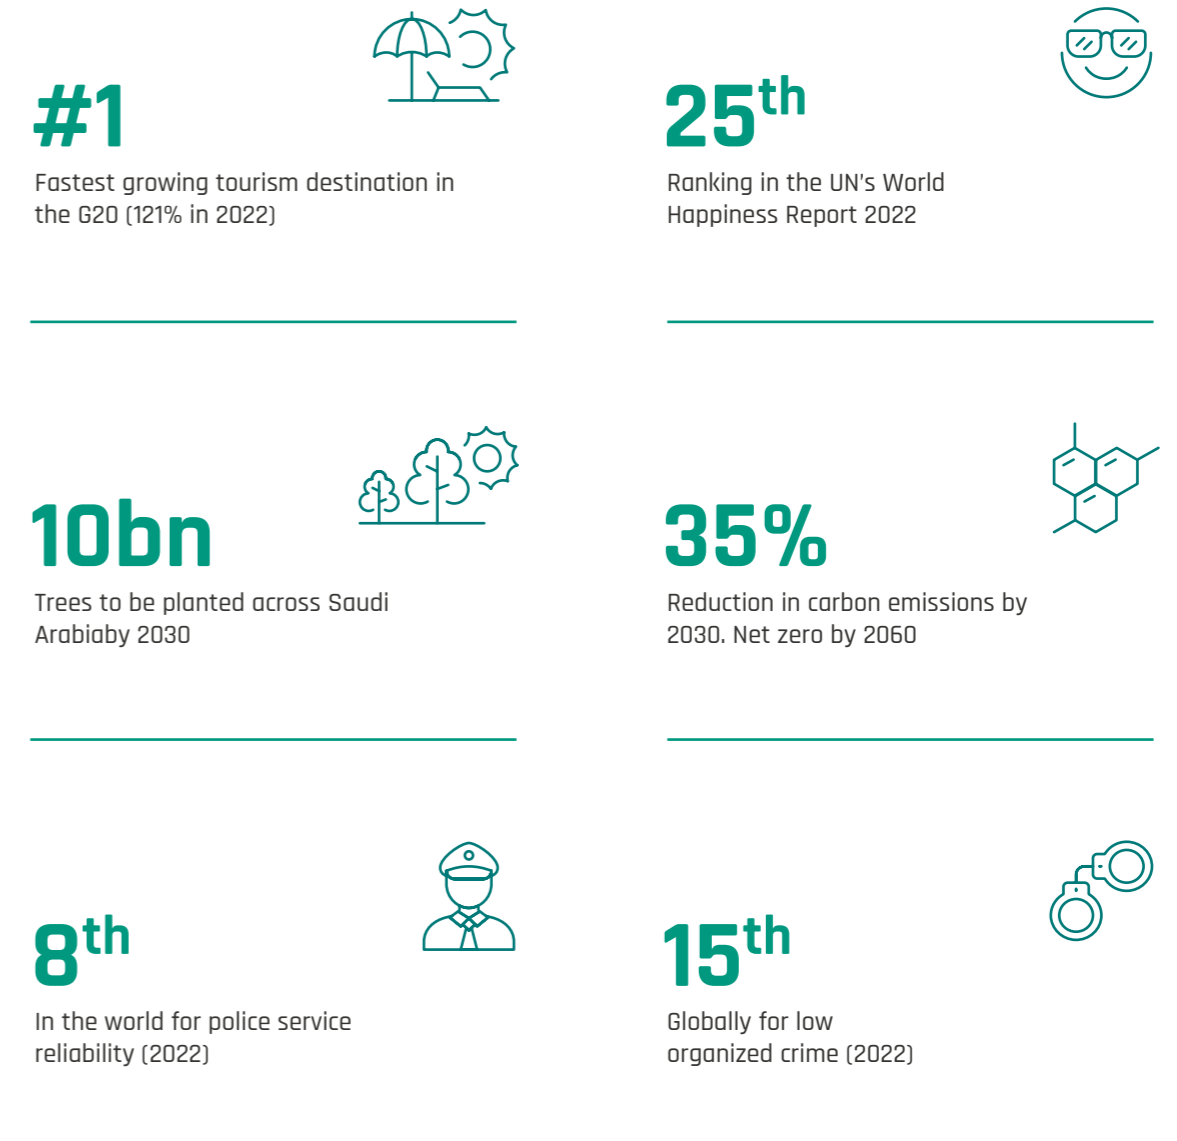 #1
Fastest growing tourism destination in
the G20 (121% in 2022)
25th
Ranking in the UN's World
Happiness Report 2022
10bn
Trees to be planted across Saudi
Arabiaby 2030
35%
Reduction in carbon emissions by
2030. Net zero by 2060
8th
In the world for police service
reliability (2022)
15th
Globally for low
organized crime (2022)